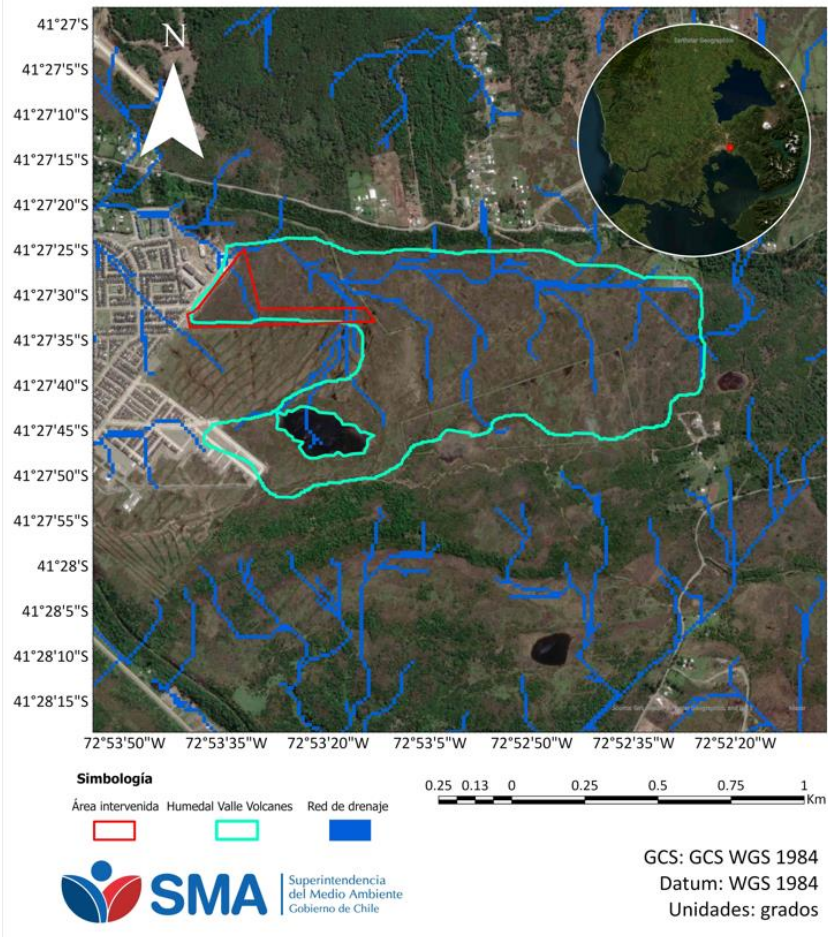 41°27'S
41°27'5"S
41°27'10"S
41°27'15"S
41°27'20"S
41°27'25"S
41°27'30"S
41°27'35"S
41°27'40"S
41°27'45"S
41°27'50"S
41°27'55"S
41°28'S
41°28'5"S
41°28'10"S
41°28'15"S
N
Earthstar Geographics
72°53'50"W 72°53'35"W 72°53'20"W 72°53'5"W 72°52'50"W 72°52'35"W 72°52'20"W
Simbología
Área intervenida Humedal Valle Volcanes Red de drenaje
0.25 0.13 0 0.25 0.5 0.75 1
Km
SMA
Superintendencia
del Medio Ambiente
Gobierno de Chile
GCS: GCS WGS 1984
Datum: WGS 1984
Unidades: grados